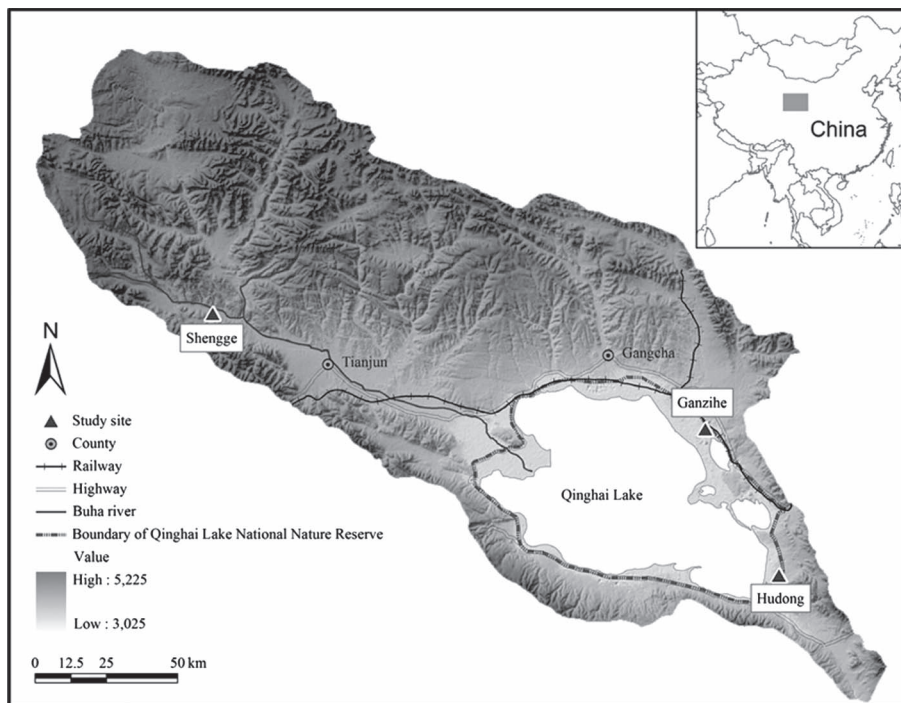 China
N
Shengge
Tianjun
Gangcha
Ganzihe
Qinghai Lake
Hudong
Study site
County
Railway
Highway
Buha river
Boundary of Qinghai Lake National Nature Reserve
Value
High : 5,225
Low : 3,025
0 12.5 25 50 km